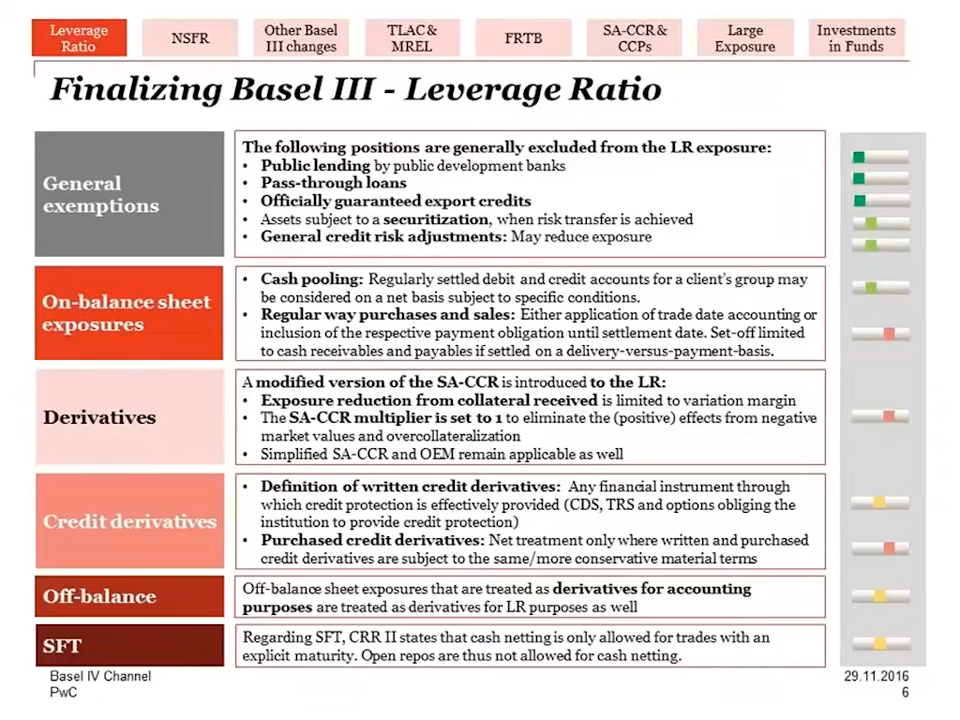 Leverage
Ratio
NSFR
Other Basel
III changes
TLAC &
MREL
FRTB
SA-CCR &
CCPs
Large
Exposure
Investments
in Funds
Finalizing Basel III - Leverage Ratio
General
exemptions
The following positions are generally excluded from the LR exposure:
• Public lending by public development banks
• Pass-through loans
• Officially guaranteed export credits
• Assets subject to a securitization, when risk transfer is achieved
• General credit risk adjustments: May reduce exposure
On-balance sheet
exposures
• Cash pooling: Regularly settled debit and credit accounts for a client's group may
be considered on a net basis subject to specific conditions.
• Regular way purchases and sales: Either application of trade date accounting or
inclusion of the respective payment obligation until settlement date. Set-off limited
to cash receivables and payables if settled on a delivery-versus-payment-basis.
Derivatives
A modified version of the SA-CCR is introduced to the LR:
• Exposure reduction from collateral received is limited to variation margin
• The SA-CCR multiplier is set to 1 to eliminate the (positive) effects from negative
market values and overcollateralization
• Simplified SA-CCR and OEM remain applicable as well
Credit derivatives
• Definition of written credit derivatives: Any financial instrument through
which credit protection is effectively provided (CDS, TRS and options obliging the
institution to provide credit protection)
• Purchased credit derivatives: Net treatment only where written and purchased
credit derivatives are subject to the same/more conservative material terms
Off-balance
Off-balance sheet exposures that are treated as derivatives for accounting
purposes are treated as derivatives for LR purposes as well
SFT
Regarding SFT, CRR II states that cash netting is only allowed for trades with an
explicit maturity. Open repos are thus not allowed for cash netting.
Basel IV Channel
PwC
29.11.2016
6